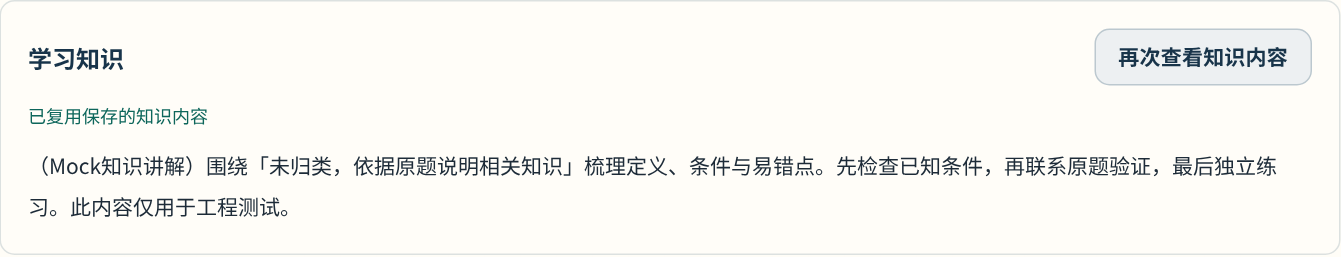 学习知识
再次查看知识内容
已复用保存的知识内容
（Mock知识讲解）围绕「未归类，依据原题说明相关知识」梳理定义、条件与易错点。先检查已知条件，再联系原题验证，最后独立练
习。此内容仅用于工程测试。